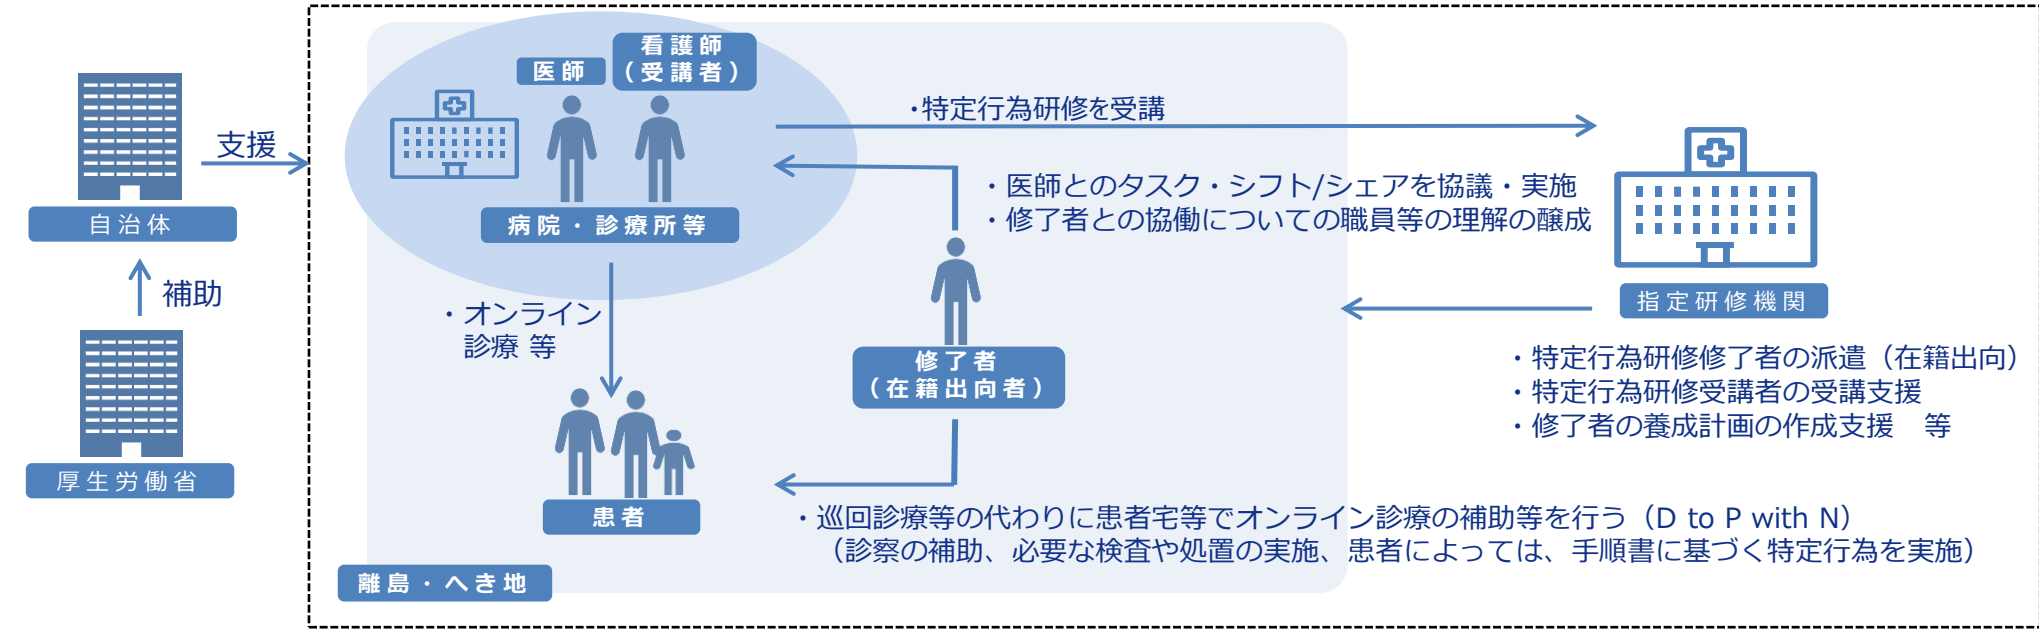 看護師
（受講者）
医師
・特定行為研修を受講
支援
・医師とのタスク・シフト/シェアを協議・実施
・修了者との協働についての職員等の理解の醸成
自治体
病院・診療所等
補助
・オンライン
診療 等
指定研修機関
修了者
（在籍出向者）
・特定行為研修修了者の派遣（在籍出向）
・特定行為研修受講者の受講支援
・修了者の養成計画の作成支援　等
厚生労働省
患者
・巡回診療等の代わりに患者宅等でオンライン診療の補助等を行う（D to P with N）
（診察の補助、必要な検査や処置の実施、患者によっては、手順書に基づく特定行為を実施）
離島・へき地